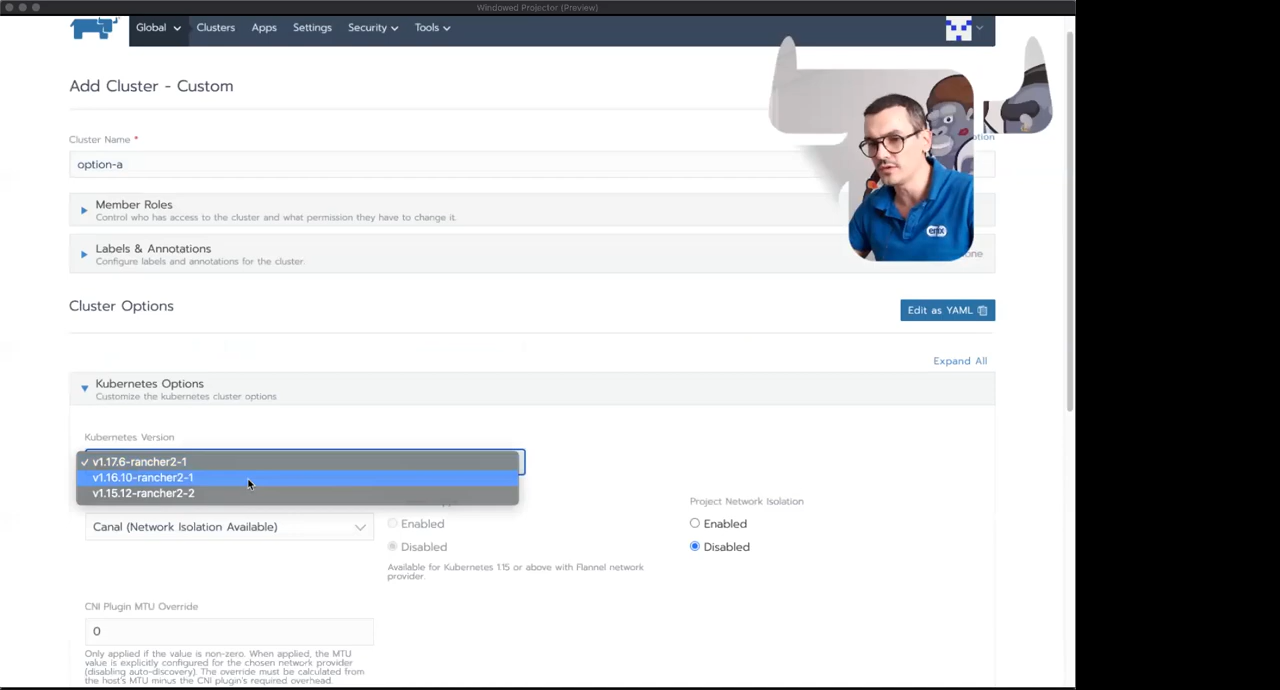 Windowed Projector (Preview)
Global Clusters Apps Settings Security Tools
Add Cluster - Custom
Cluster Name *
option-a
Member Roles
Control who has access to the cluster and what permission they have to change it.
Labels & Annotations
Configure labels and annotations for the cluster.
enix
Cluster Options
Edit as YAML
Expand All
Kubernetes Options
Customize the kubernetes cluster options
Kubernetes Version
v1.17.6-rancher2-1
v1.16.10-rancher2-1
v1.15.12-rancher2-2
Project Network Isolation
Canal (Network Isolation Available)
Enabled
Disabled
Enabled
Disabled
Available for Kubernetes 1.15 or above with Flannel network
provider.
CNI Plugin MTU Override
0
Only applied if the value is non-zero. When applied, the MTU
value is explicitly configured for the chosen network provider
(disabling auto-discovery). The override must be calculated from
the host's MTU minus the CNI plugin's required overhead.